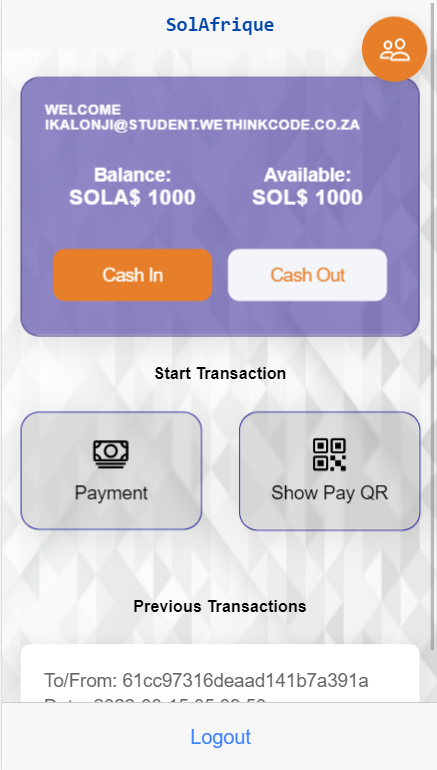 SolAfrique
WELCOME
IKALONJI@STUDENT.WETHINKCODE.CO.ZA
Balance:
SOLA$ 1000
Available:
SOL$ 1000
Cash In
Cash Out
Start Transaction
Payment
Show Pay QR
Previous Transactions
To/From: 61cc97316deaad141b7a391a
Logout